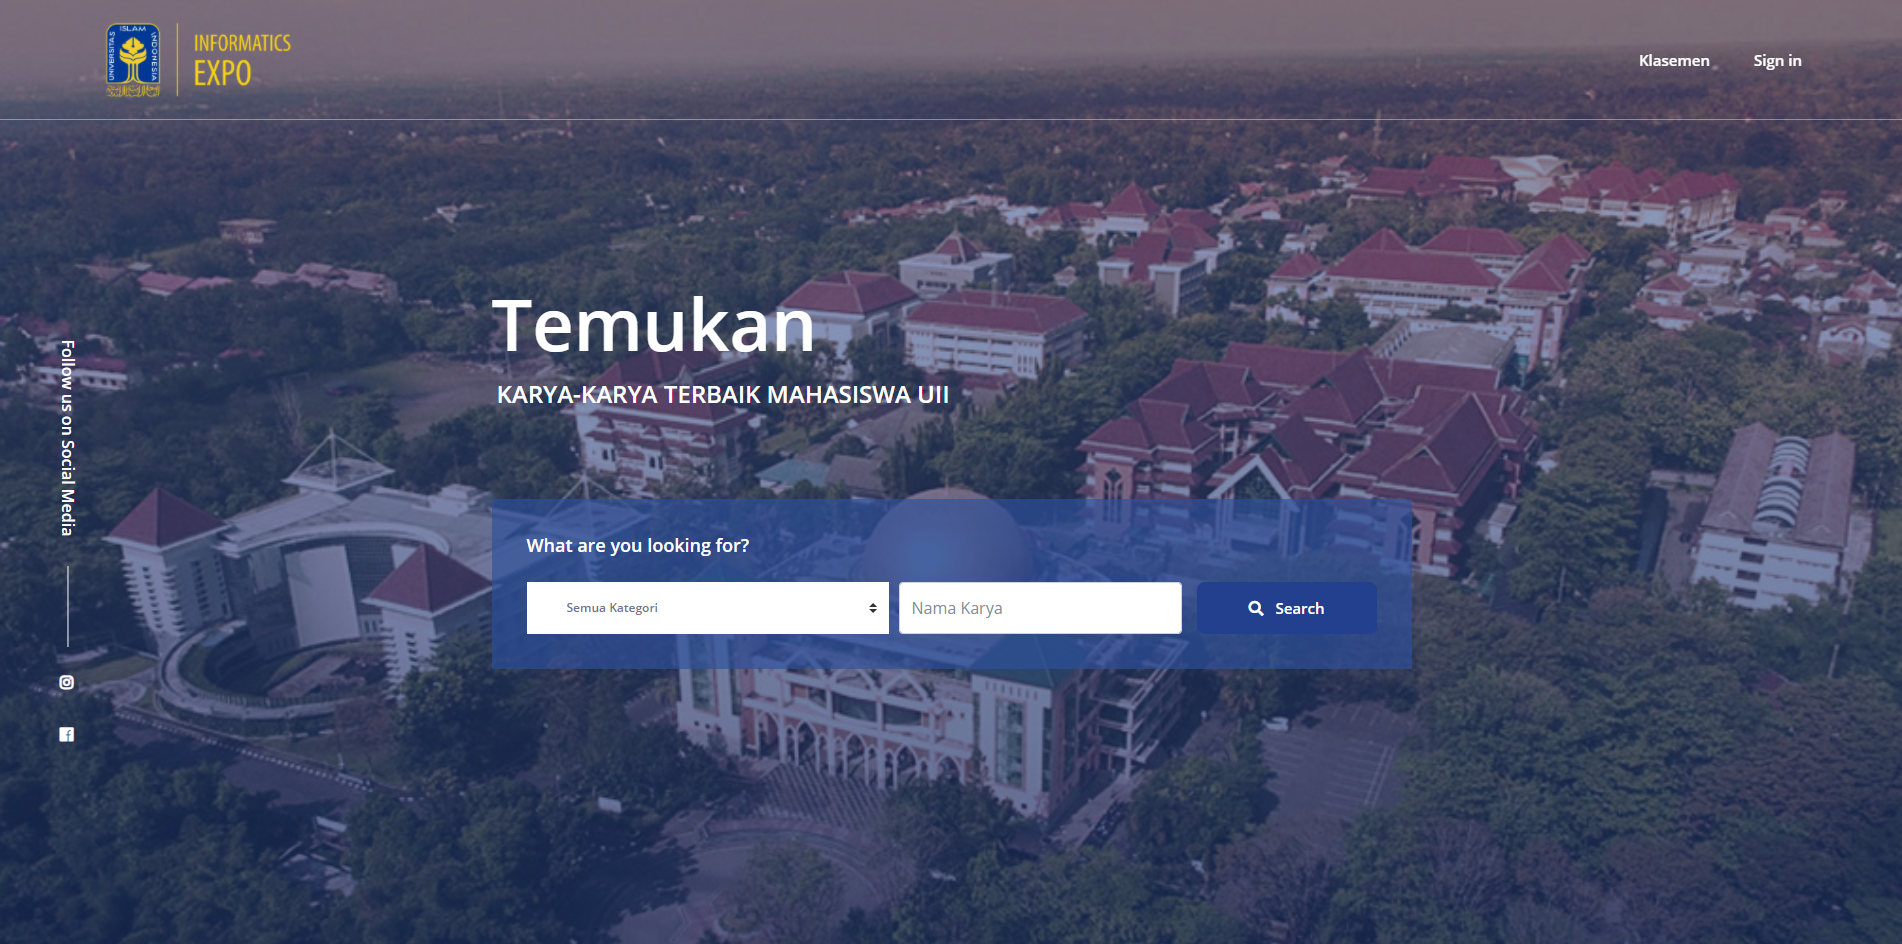 UNIVERSITAS ISLAM INDONESIA
INFORMATICS
EXPO
Klasemen
Sign in
Temukan
KARYA-KARYA TERBAIK MAHASISWA UII
Follow us on Social Media
What are you looking for?
Semua Kategori
Nama Karya
Search